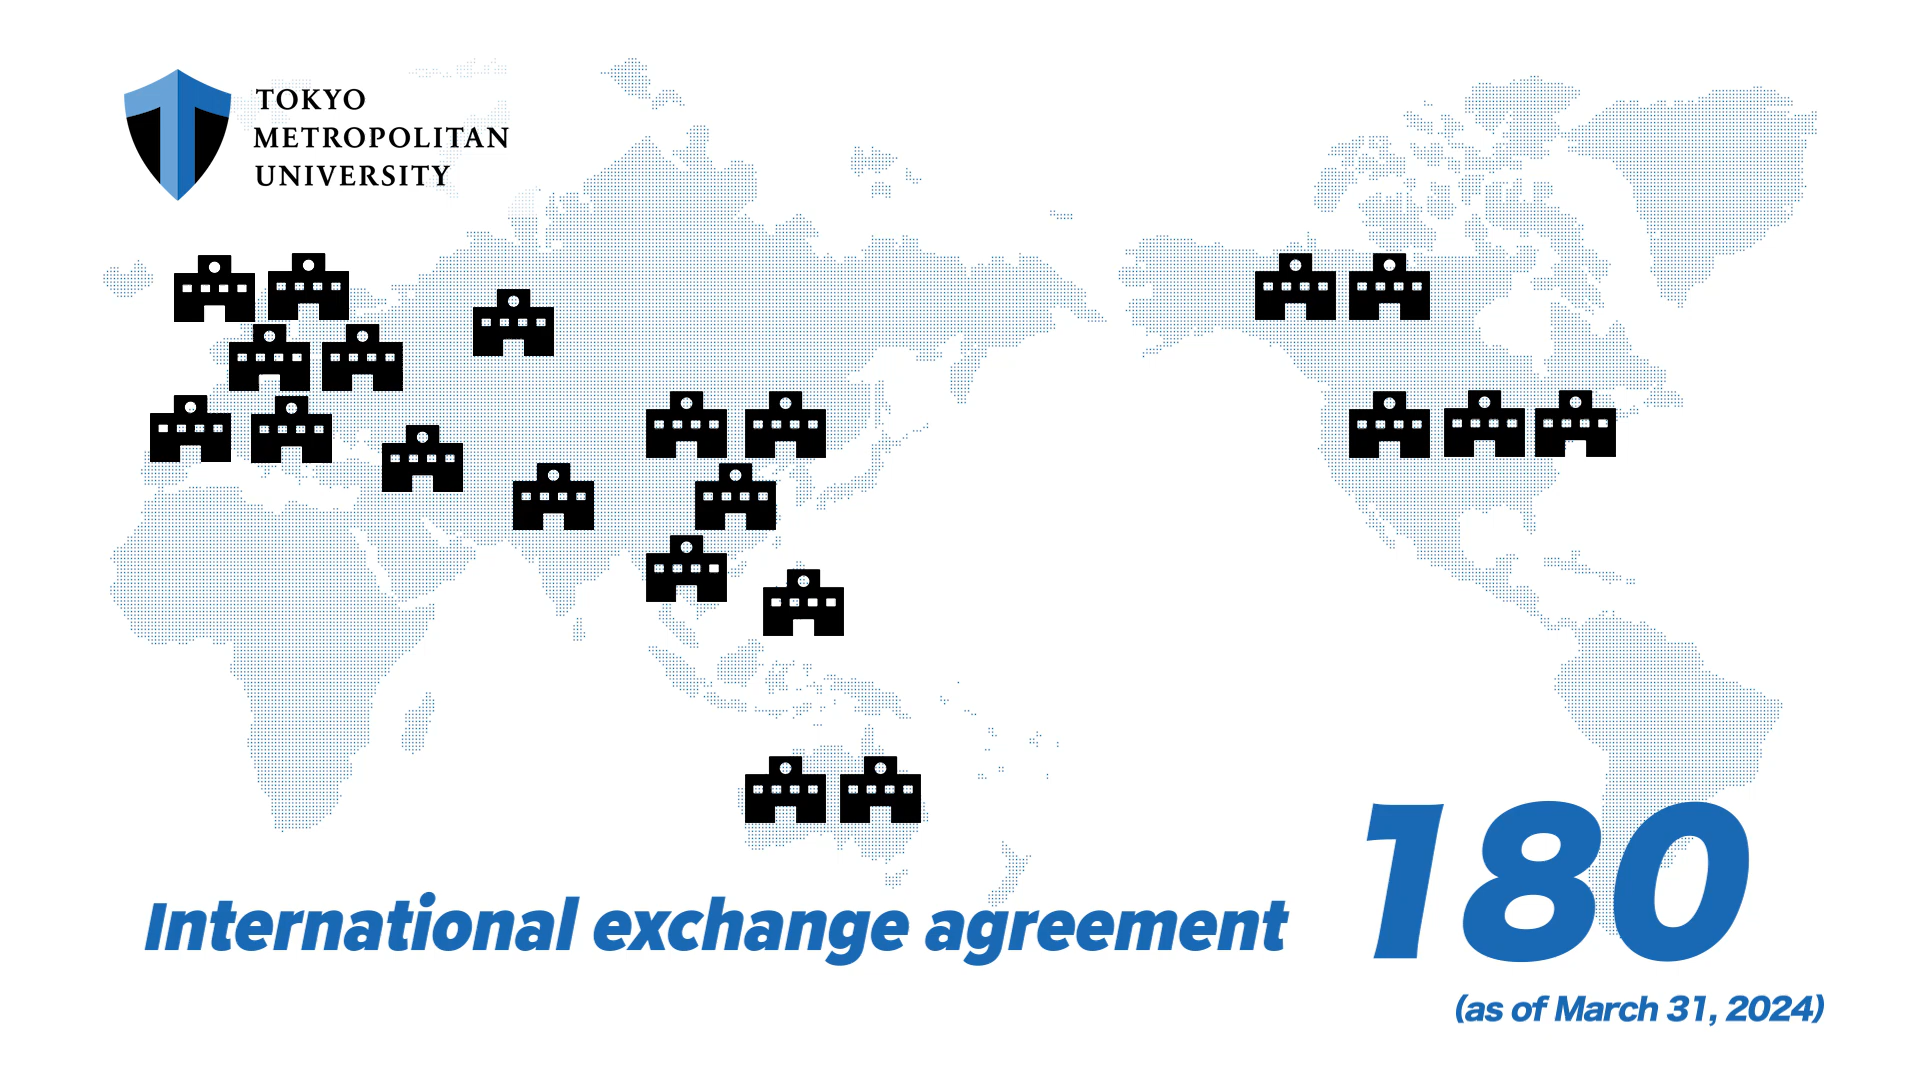 TOKYO
METROPOLITAN
UNIVERSITY
International exchange agreement 180
(as of March 31, 2024)